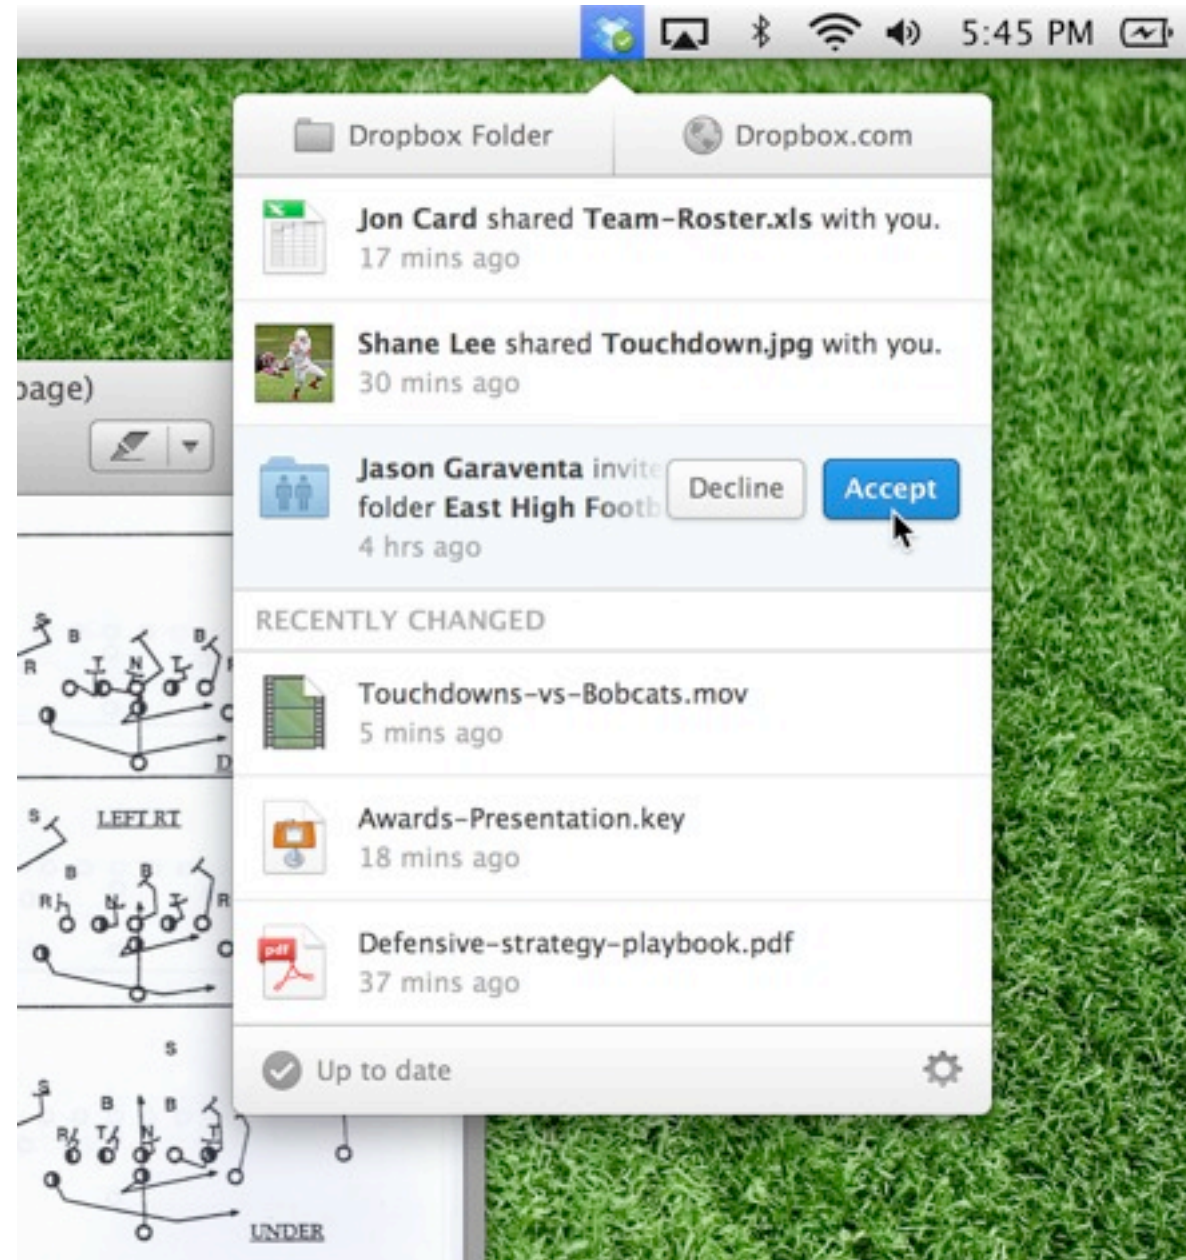 5:45 PM
Dropbox Folder
Dropbox.com
Jon Card shared Team-Roster.xls with you.
17 mins ago
Shane Lee shared Touchdown.jpg with you.
30 mins ago
page)
Jason Garaventa invite
Decline
Accept
folder East High Footb
4 hrs ago
RECENTLY CHANGED
Touchdowns-vs-Bobcats.mov
5 mins ago
Awards-Presentation.key
18 mins ago
pdf
Defensive-strategy-playbook.pdf
37 mins ago
Up to date
S
B
B
R
T
N
T
D
S
LEFT RT
B
B
R
N
T
R
S
S
B
B
R
T
N
T
UNDER